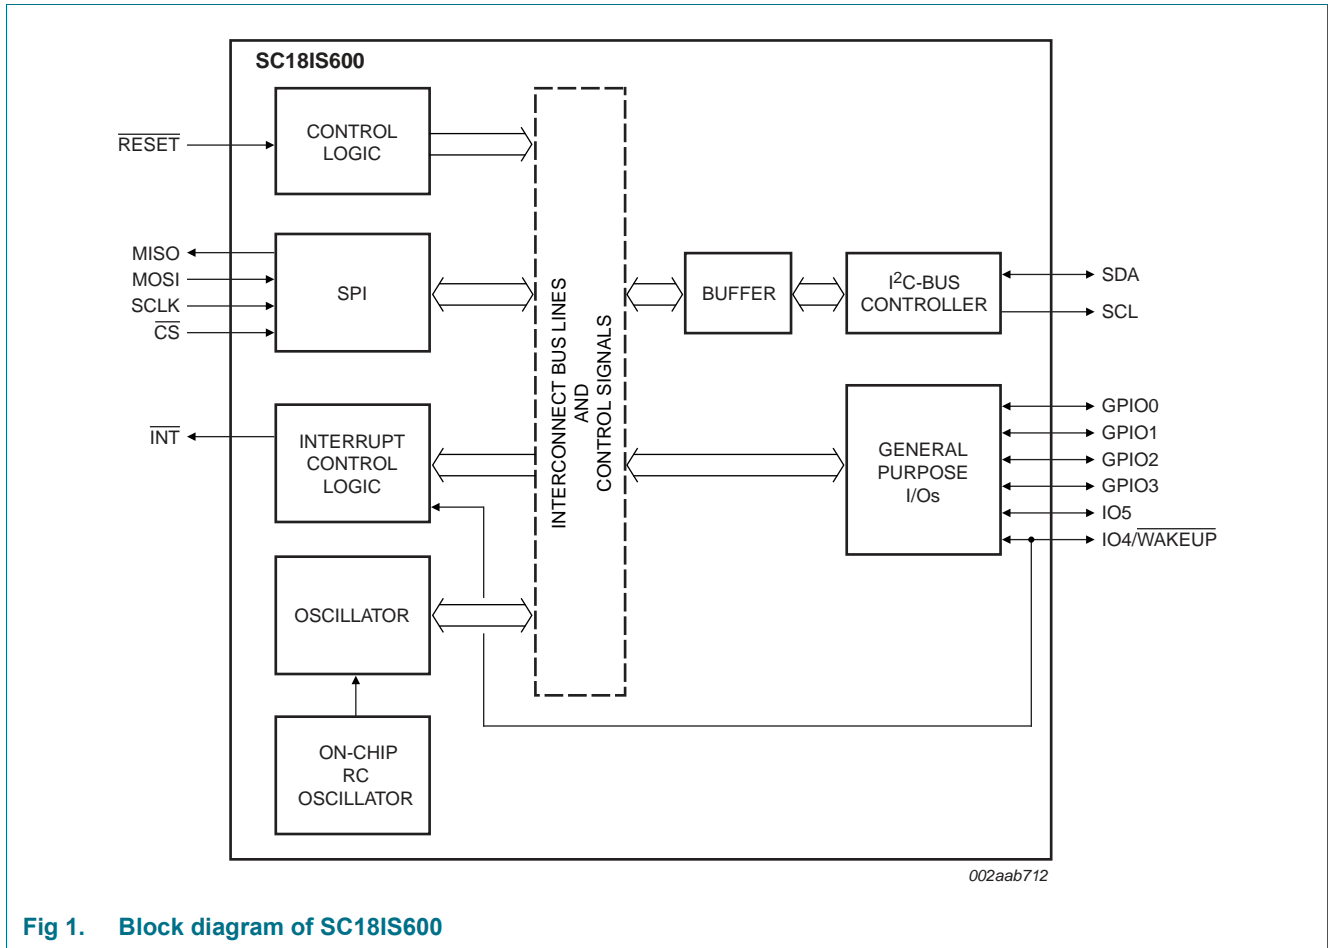 SC18IS600
CONTROL
LOGIC
RESET
MISO
MOSI
SCLK
CS
SPI
INT
INTERRUPT
CONTROL
LOGIC
OSCILLATOR
ON-CHIP
RC
OSCILLATOR
INTERCONNECT BUS LINES
AND
CONTROL SIGNALS
BUFFER
I2C-BUS
CONTROLLER
SDA
SCL
GENERAL
PURPOSE
I/Os
GPIO0
GPIO1
GPIO2
GPIO3
IO5
IO4/WAKEUP
002aab712
Fig 1. Block diagram of SC18IS600